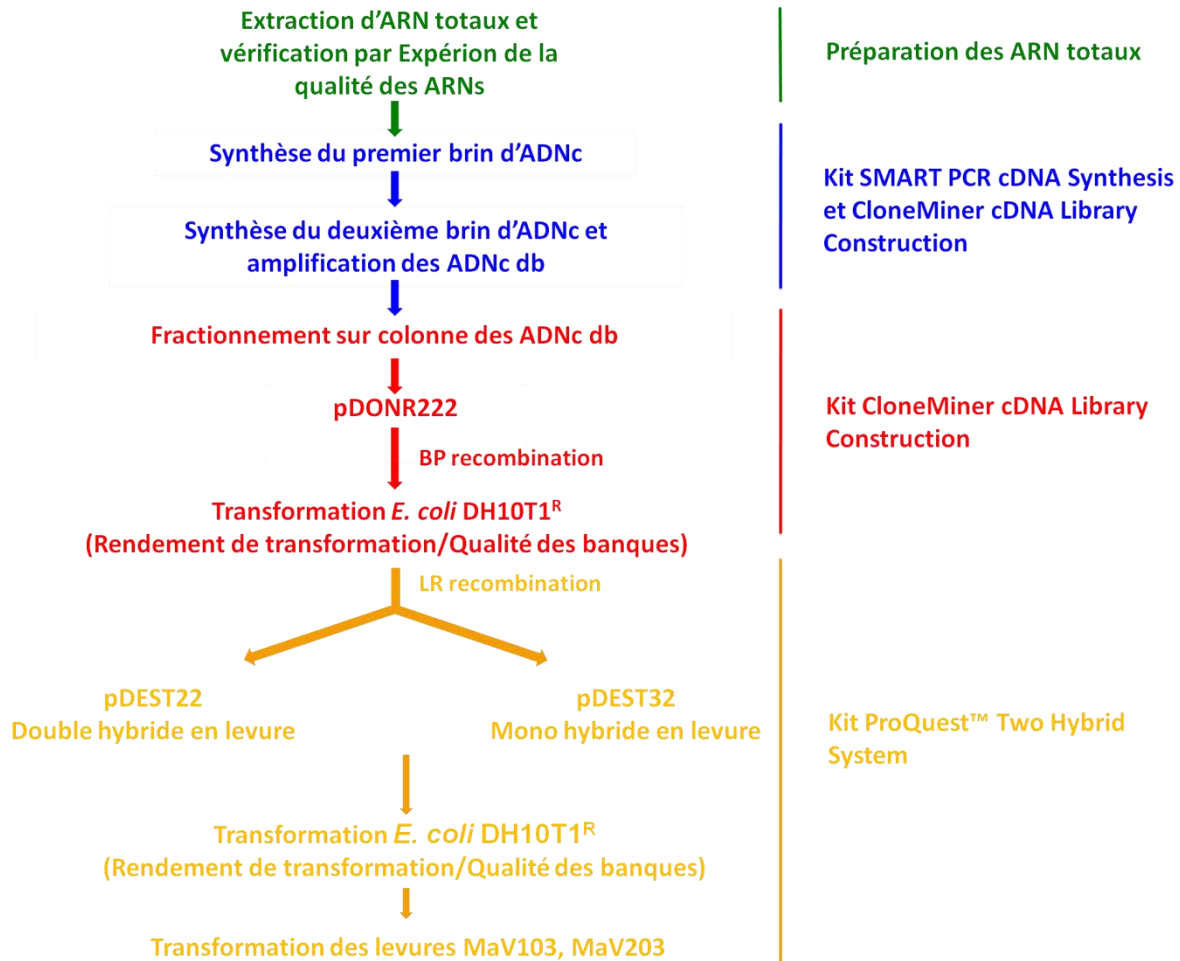 Extraction d'ARN totaux et
vérification par Expérion de la
qualité des ARNs
Préparation des ARN totaux
Synthèse du premier brin d'ADNc
Synthèse du deuxième brin d'ADNc et
amplification des ADNc db
Kit SMART PCR cDNA Synthesis
et CloneMiner cDNA Library
Construction
Fractionnement sur colonne des ADNc db
pDONR222
BP recombination
Transformation E. coli DH10T1ᴿ
(Rendement de transformation/Qualité des banques)
Kit CloneMiner cDNA Library
Construction
LR recombination
pDEST22
Double hybride en levure
pDEST32
Mono hybride en levure
Transformation E. coli DH10T1ᴿ
(Rendement de transformation/Qualité des banques)
Transformation des levures MaV103, MaV203
Kit ProQuest™ Two Hybrid
System